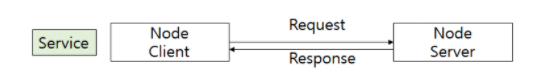 Service
Node
Client
Request
Response
Node
Server